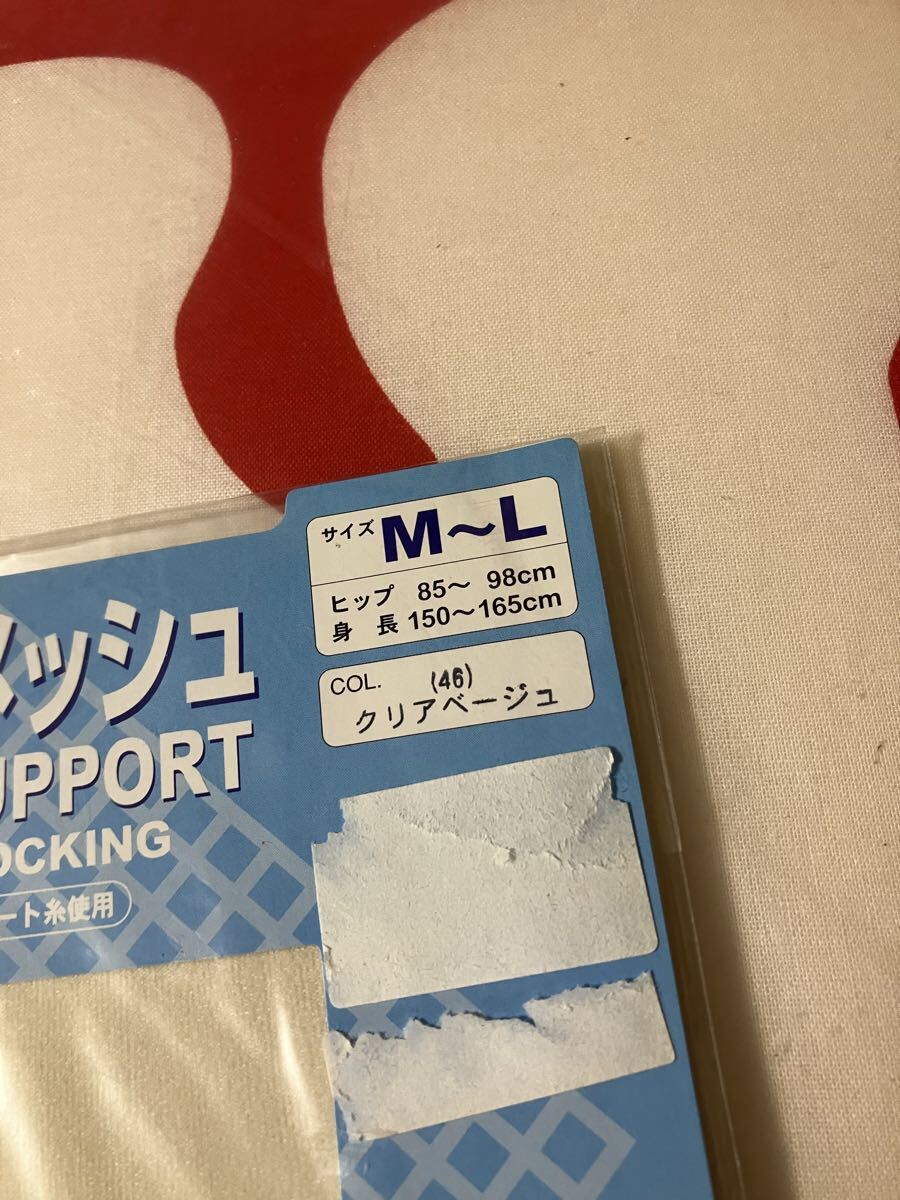 サイズ M～L
ヒップ 85～ 98cm
身 長 150～165cm
COL. (46)
クリアベージュ
メッシュ
UPPORT
OCKING
ート糸使用